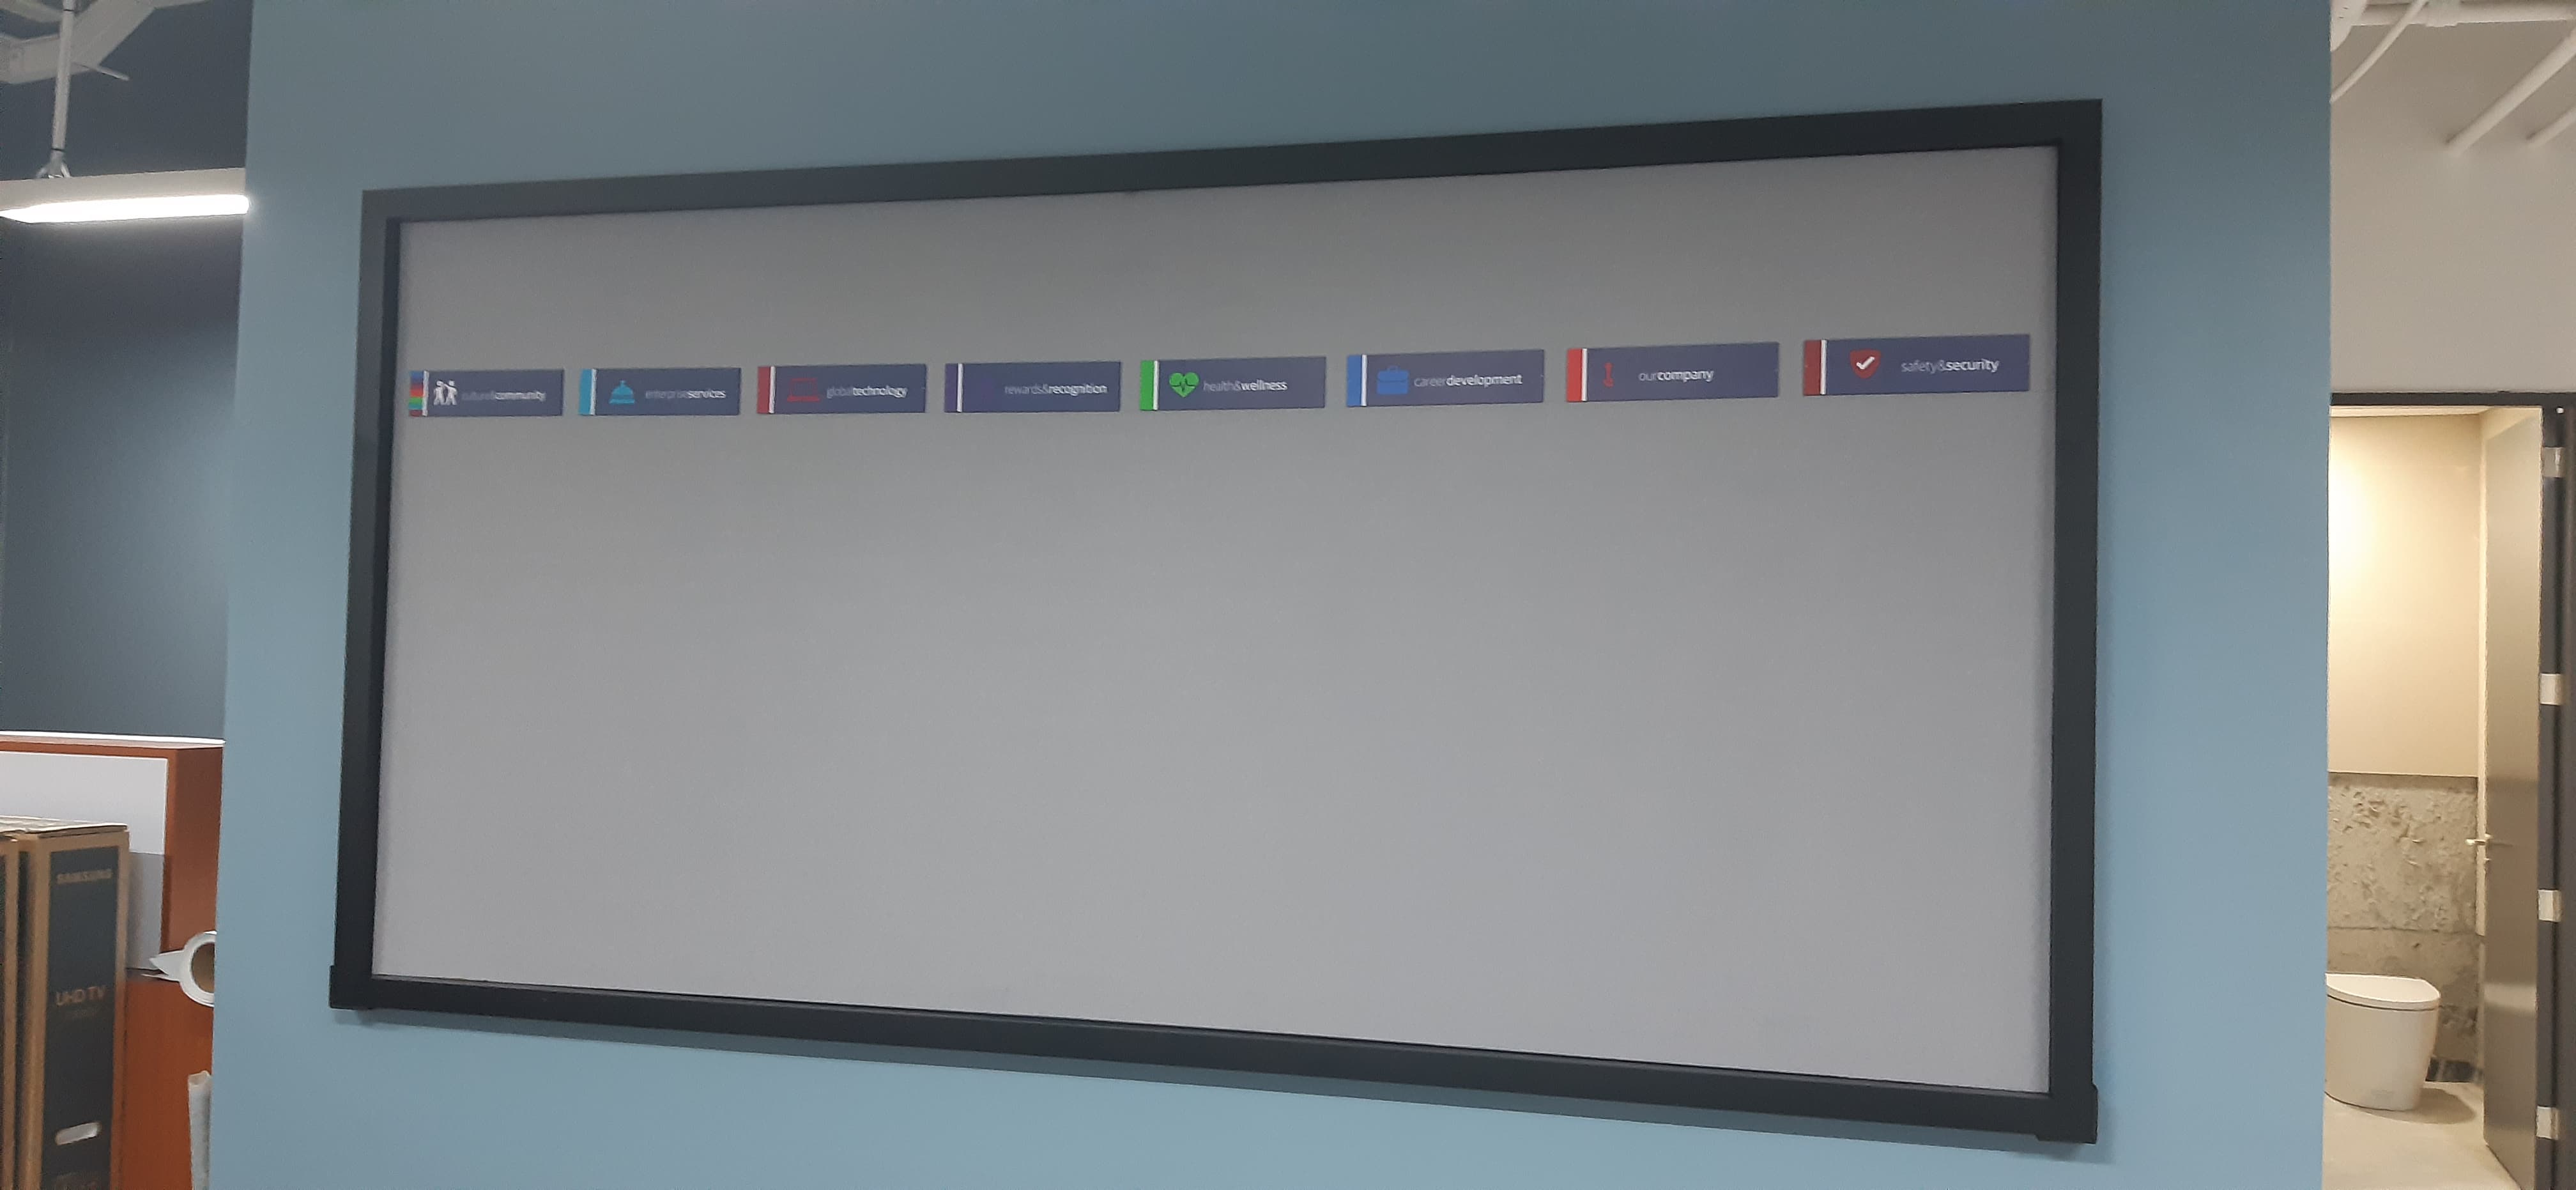 culture&community
enterpriseservices
globaltechnology
rewards&recognition
health&wellness
careerdevelopment
ourcompany
safety&security
SAMSUNG
UHD TV